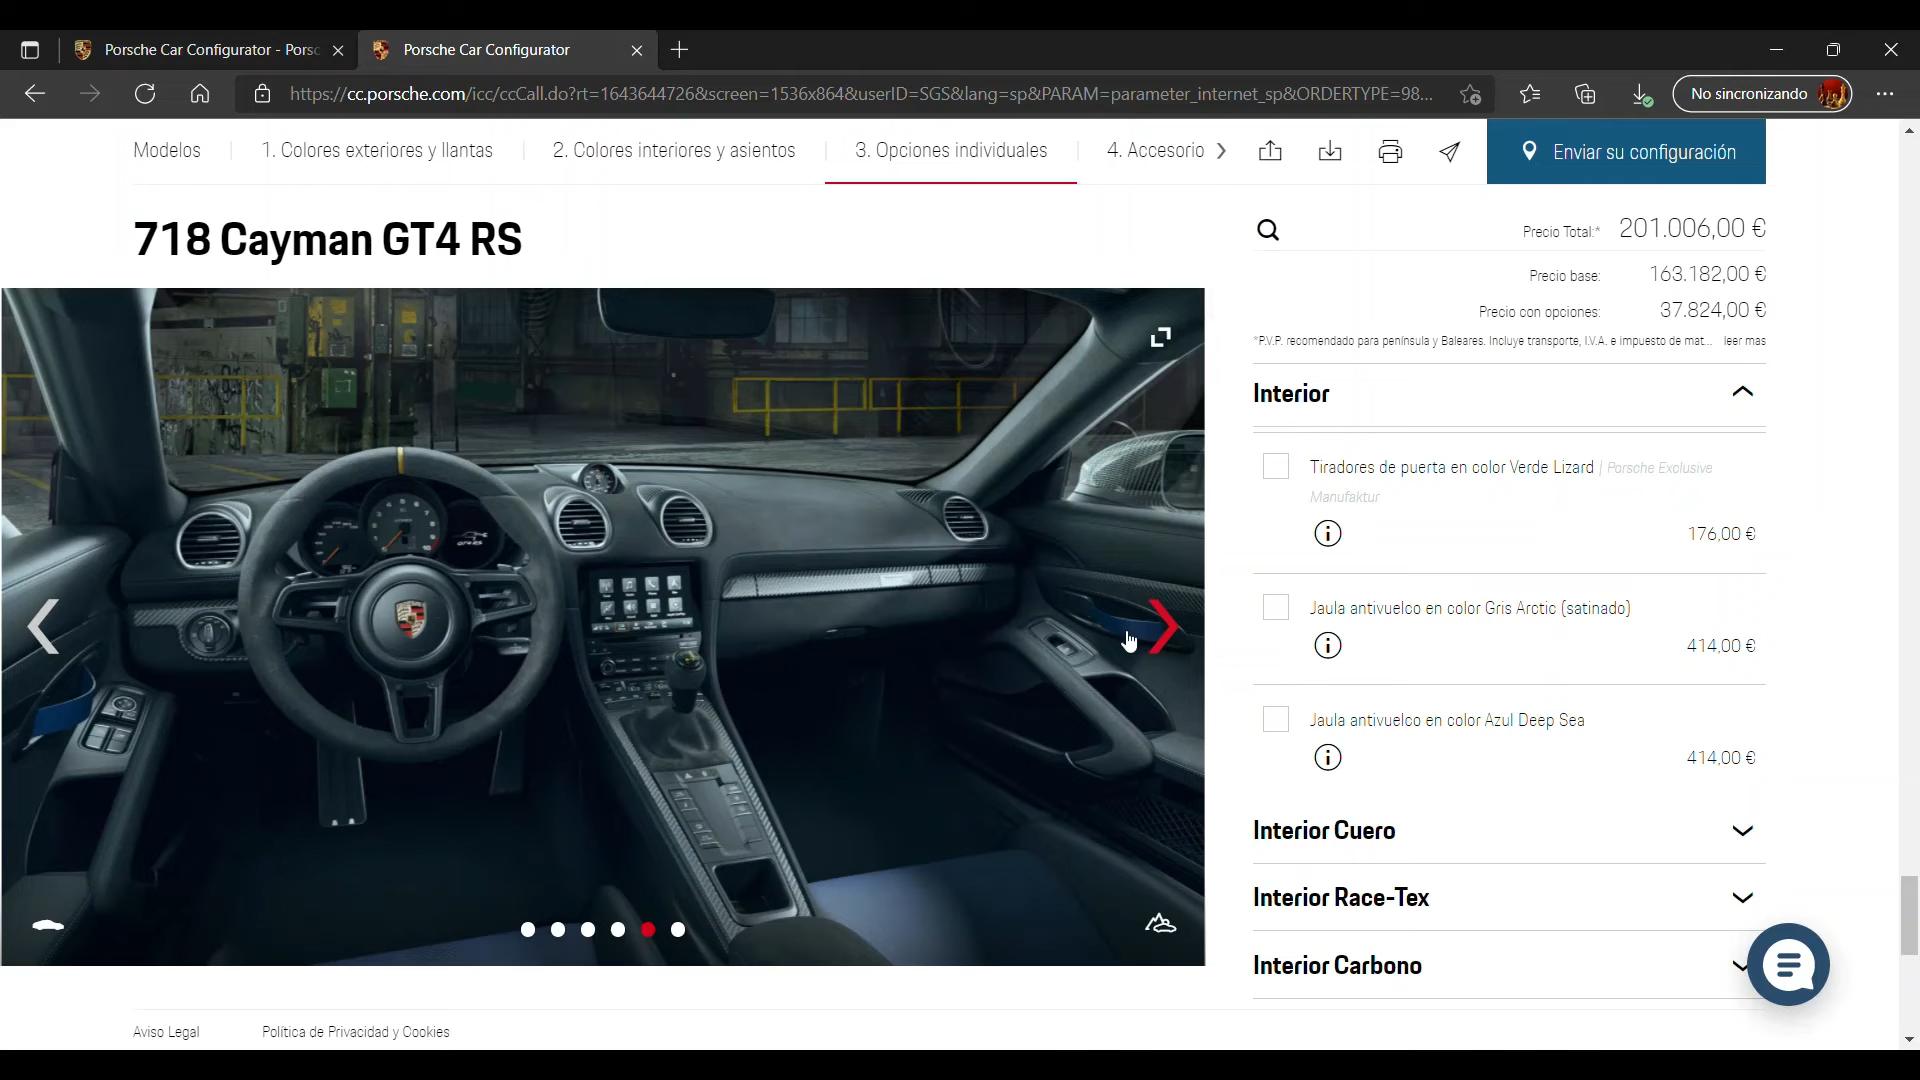 Porsche Car Configurator - Porsc
Porsche Car Configurator
https://cc.porsche.com/icc/ccCall.do?rt=1643644726&screen=1536x864&userID=SGS&lang=sp&PARAM=parameter_internet_sp&ORDERTYPE=98...
No sincronizando
Modelos
1. Colores exteriores y llantas
2. Colores interiores y asientos
3. Opciones individuales
4. Accesorio
Enviar su configuración
718 Cayman GT4 RS
Precio Total:* 201.006,00 €
Precio base: 163.182,00 €
Precio con opciones: 37.824,00 €
*P.V.P. recomendado para península y Baleares. Incluye transporte, I.V.A. e impuesto de mat... leer mas
Interior
Tiradores de puerta en color Verde Lizard | Porsche Exclusive
Manufaktur
176,00 €
Jaula antivuelco en color Gris Arctic (satinado)
414,00 €
Jaula antivuelco en color Azul Deep Sea
414,00 €
Interior Cuero
Interior Race-Tex
Interior Carbono
Aviso Legal
Política de Privacidad y Cookies